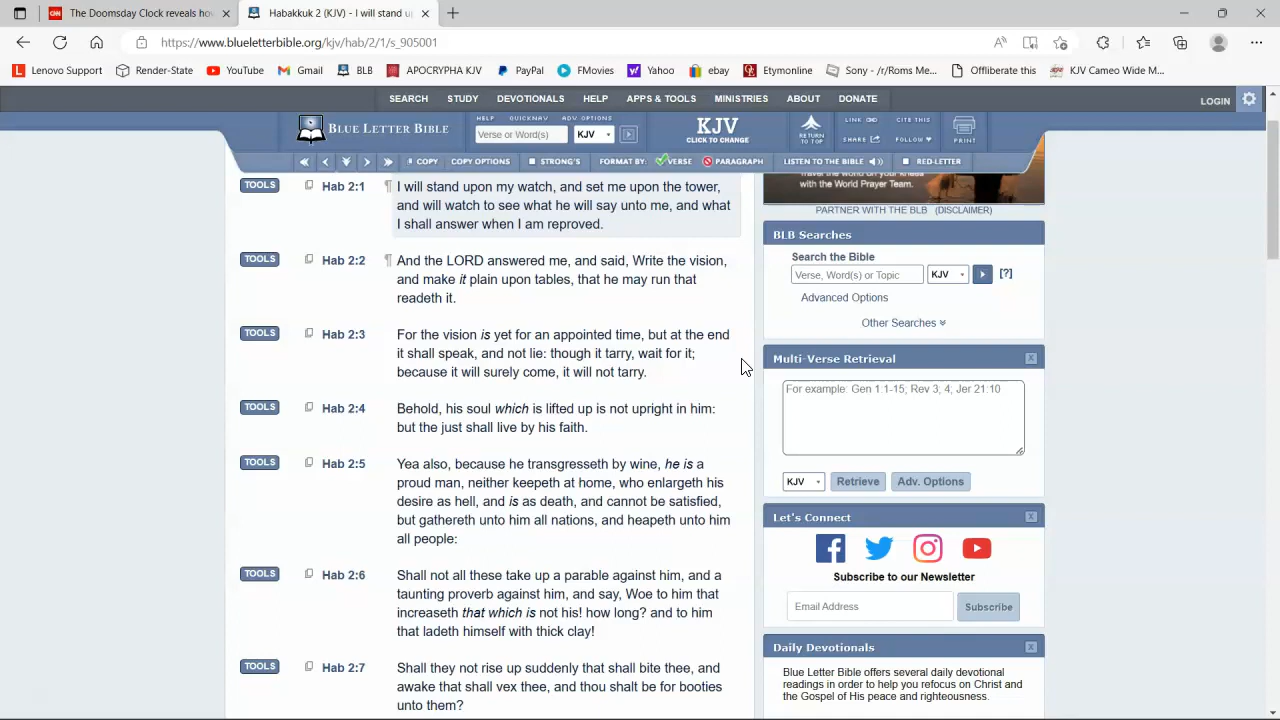 The Doomsday Clock reveals ho
Habakkuk 2 (KJV) - I will stand u
https://www.blueletterbible.org/kjv/hab/2/1/s_905001
Lenovo Support
Render-State
YouTube
Gmail
BLB
APOCRYPHA KJV
PayPal
FMovies
Yahoo
ebay
Etymonline
Sony - /r/Roms Me...
Offliberate this
KJV Cameo Wide M...
SEARCH STUDY DEVOTIONALS HELP APPS & TOOLS MINISTRIES ABOUT DONATE
LOGIN
BLUE LETTER BIBLE
HELP QUICKNAV ADV OPTIONS
Verse or Word(s) KJV
KJV
CLICK TO CHANGE
RETURN
TO TOP
LINK CITE THIS
SHARE FOLLOW
PRINT
COPY COPY OPTIONS STRONG'S FORMAT BY: VERSE PARAGRAPH LISTEN TO THE BIBLE RED-LETTER
TOOLS Hab 2:1 ¶ I will stand upon my watch, and set me upon the tower,
and will watch to see what he will say unto me, and what
I shall answer when I am reproved.
TOOLS Hab 2:2 ¶ And the LORD answered me, and said, Write the vision,
and make it plain upon tables, that he may run that
readeth it.
TOOLS Hab 2:3 For the vision is yet for an appointed time, but at the end
it shall speak, and not lie: though it tarry, wait for it;
because it will surely come, it will not tarry.
TOOLS Hab 2:4 Behold, his soul which is lifted up is not upright in him:
but the just shall live by his faith.
TOOLS Hab 2:5 Yea also, because he transgresseth by wine, he is a
proud man, neither keepeth at home, who enlargeth his
desire as hell, and is as death, and cannot be satisfied,
but gathereth unto him all nations, and heapeth unto him
all people:
TOOLS Hab 2:6 Shall not all these take up a parable against him, and a
taunting proverb against him, and say, Woe to him that
increaseth that which is not his! how long? and to him
that ladeth himself with thick clay!
TOOLS Hab 2:7 Shall they not rise up suddenly that shall bite thee, and
awake that shall vex thee, and thou shalt be for booties
unto them?
with the World Prayer Team.
PARTNER WITH THE BLB (DISCLAIMER)
BLB Searches
Search the Bible
Verse, Word(s) or Topic KJV [?]
Advanced Options
Other Searches
Multi-Verse Retrieval
For example: Gen 1.1-15; Rev 3, 4; Jer 21:10
KJV Retrieve Adv. Options
Let's Connect
Subscribe to our Newsletter
Email Address Subscribe
Daily Devotionals
Blue Letter Bible offers several daily devotional
readings in order to help you refocus on Christ and
the Gospel of His peace and righteousness.